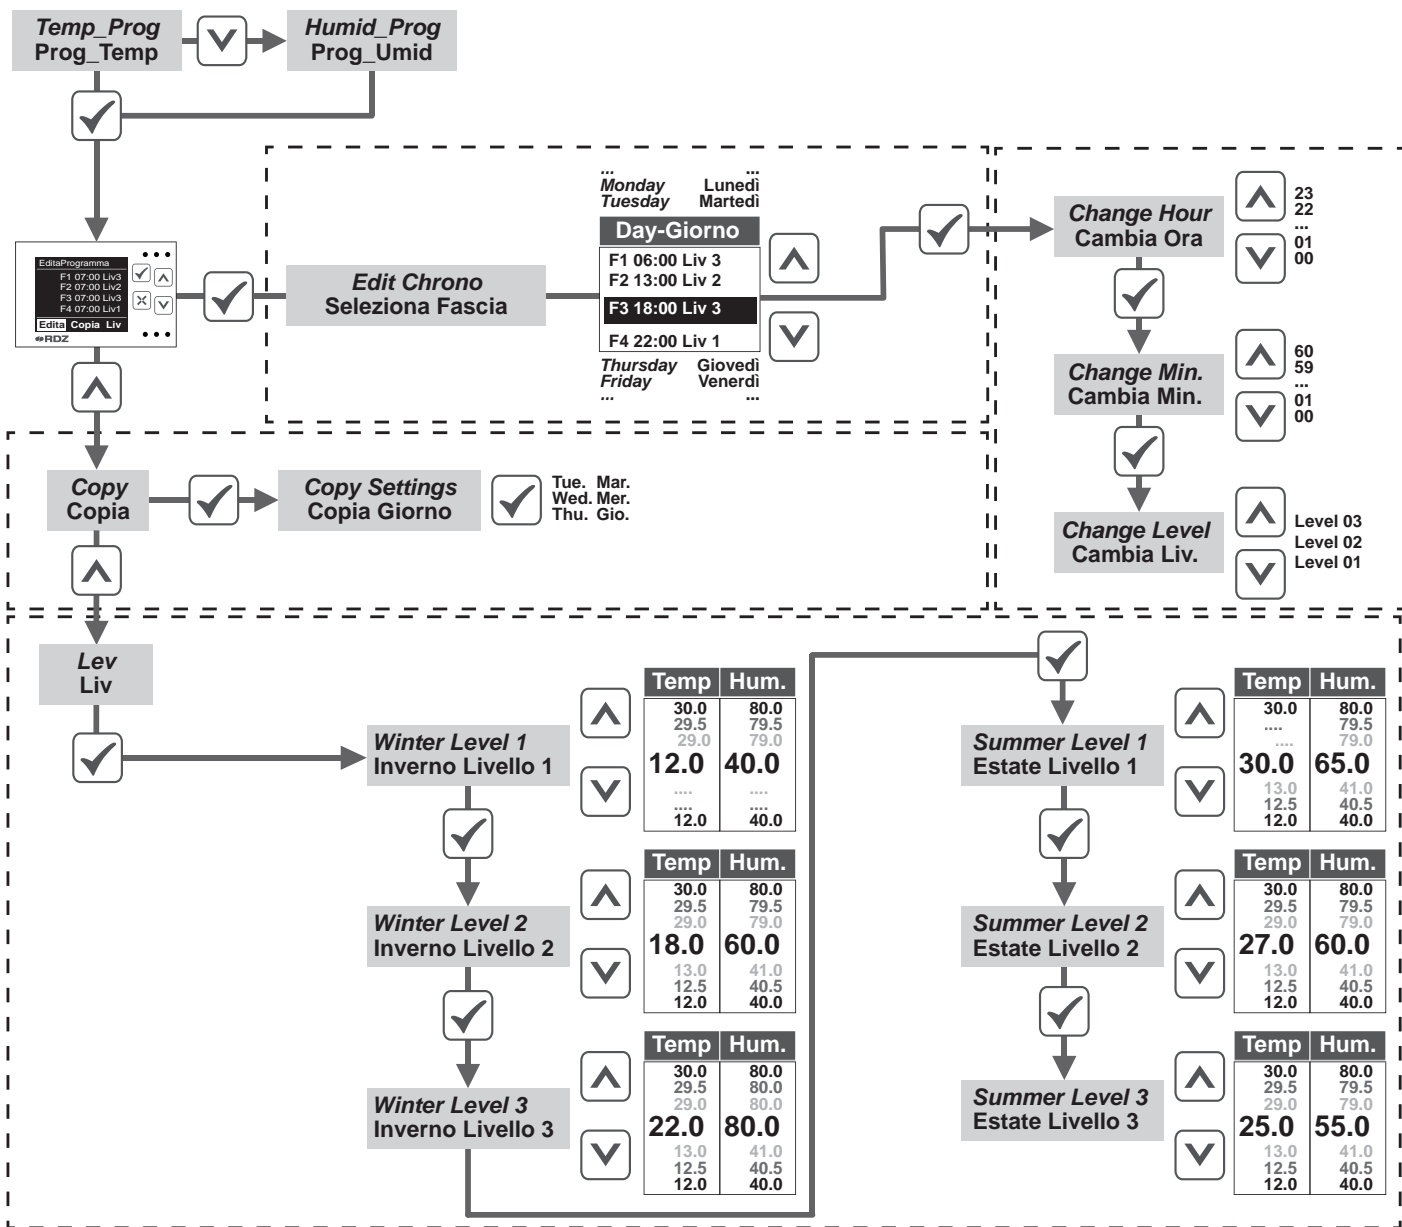 Temp_Prog
Prog_Temp
Humid_Prog
Prog_Umid
EditaProgramma
F1 07:00 Liv3
F2 07:00 Liv2
F3 07:00 Liv3
F4 07:00 Liv1
Edita Copia Liv
RDZ
Edit Chrono
Seleziona Fascia
... ...
Monday Lunedì
Tuesday Martedì
Day-Giorno
F1 06:00 Liv 3
F2 13:00 Liv 2
F3 18:00 Liv 3
F4 22:00 Liv 1
Thursday Giovedì
Friday Venerdì
... ...
Change Hour
Cambia Ora
23
22
...
01
00
Change Min.
Cambia Min.
60
59
...
01
00
Change Level
Cambia Liv.
Level 03
Level 02
Level 01
Copy
Copia
Copy Settings
Copia Giorno
Tue. Mar.
Wed. Mer.
Thu. Gio.
Lev
Liv
Winter Level 1
Inverno Livello 1
Temp Hum.
30.0 80.0
29.5 79.5
29.0 79.0
12.0 40.0
.... ....
.... ....
12.0 40.0
Winter Level 2
Inverno Livello 2
Temp Hum.
30.0 80.0
29.5 79.5
29.0 79.0
18.0 60.0
13.0 41.0
12.5 40.5
12.0 40.0
Winter Level 3
Inverno Livello 3
Temp Hum.
30.0 80.0
29.5 80.0
29.0 80.0
22.0 80.0
13.0 41.0
12.5 40.5
12.0 40.0
Summer Level 1
Estate Livello 1
Temp Hum.
30.0 80.0
.... 79.5
.... 79.0
30.0 65.0
13.0 41.0
12.5 40.5
12.0 40.0
Summer Level 2
Estate Livello 2
Temp Hum.
30.0 80.0
29.5 79.5
29.0 79.0
27.0 60.0
13.0 41.0
12.5 40.5
12.0 40.0
Summer Level 3
Estate Livello 3
Temp Hum.
30.0 80.0
29.5 79.5
29.0 79.0
25.0 55.0
13.0 41.0
12.5 40.5
12.0 40.0